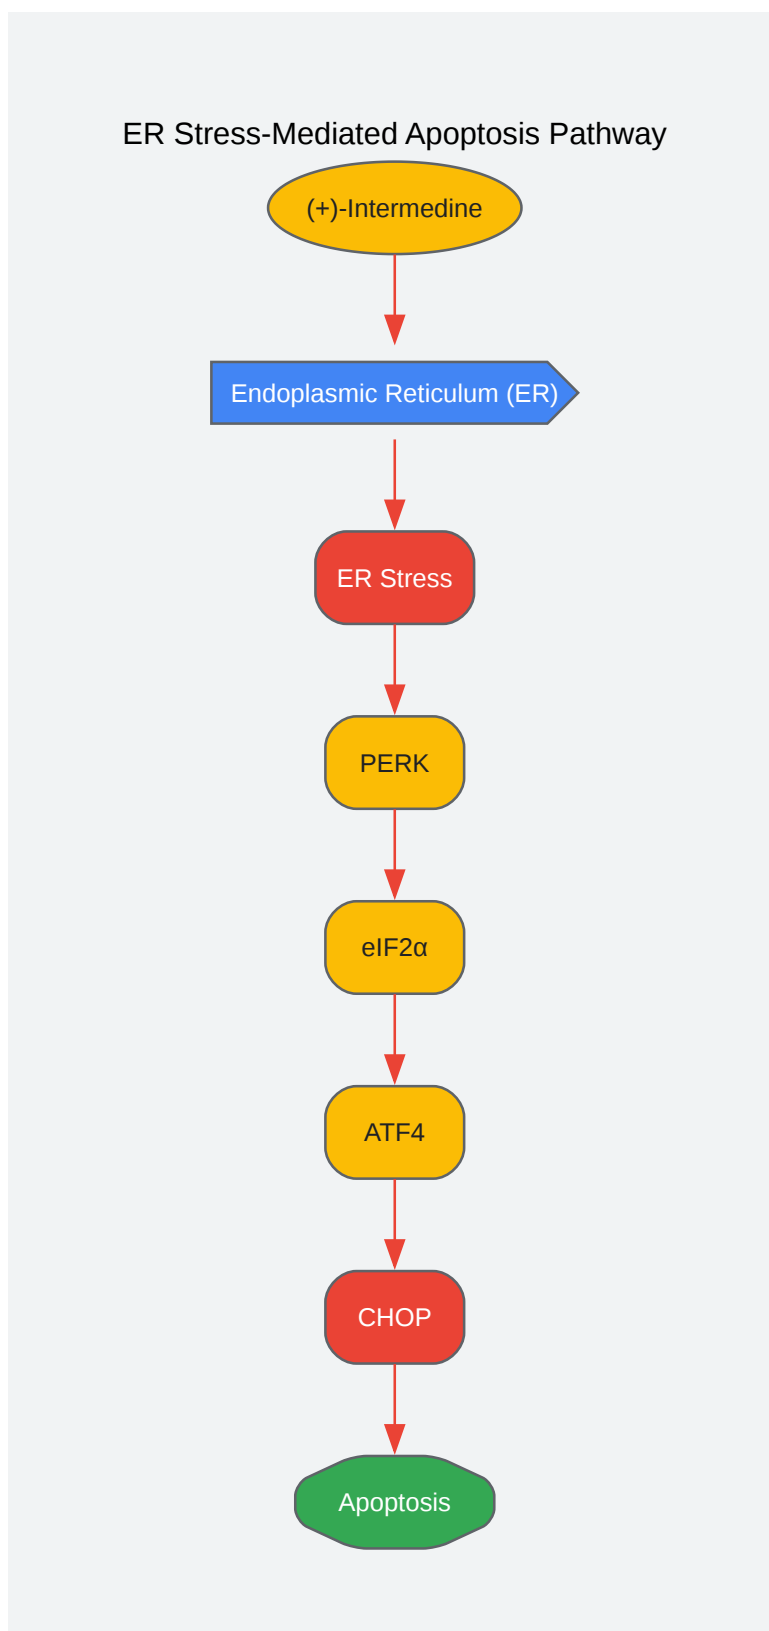 ER Stress-Mediated Apoptosis Pathway
(+)-Intermedine
Endoplasmic Reticulum (ER)
ER Stress
PERK
eIF2α
ATF4
CHOP
Apoptosis